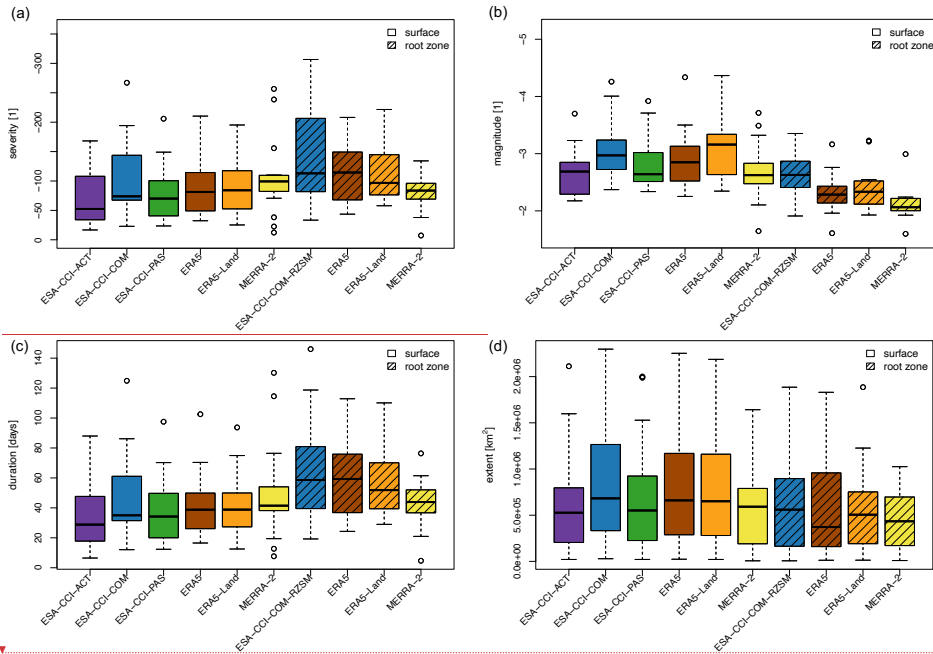 (a)
surface
root zone
severity [1]
-300
-200
-100
-50
0
ESA-CCI-ACT
ESA-CCI-COM
ESA-CCI-PAS
ERA5
ERA5-Land
MERRA-2
ESA-CCI-COM-RZSM
ERA5
ERA5-Land
MERRA-2
(b)
surface
root zone
magnitude [1]
-5
-4
-3
-2
ESA-CCI-ACT
ESA-CCI-COM
ESA-CCI-PAS
ERA5
ERA5-Land
MERRA-2
ESA-CCI-COM-RZSM
ERA5
ERA5-Land
MERRA-2
(c)
surface
root zone
duration [days]
140
120
100
80
60
40
20
0
ESA-CCI-ACT
ESA-CCI-COM
ESA-CCI-PAS
ERA5
ERA5-Land
MERRA-2
ESA-CCI-COM-RZSM
ERA5
ERA5-Land
MERRA-2
(d)
surface
root zone
extent [km²]
2.0e+06
1.5e+06
1.0e+06
5.0e+05
0.0e+00
ESA-CCI-ACT
ESA-CCI-COM
ESA-CCI-PAS
ERA5
ERA5-Land
MERRA-2
ESA-CCI-COM-RZSM
ERA5
ERA5-Land
MERRA-2